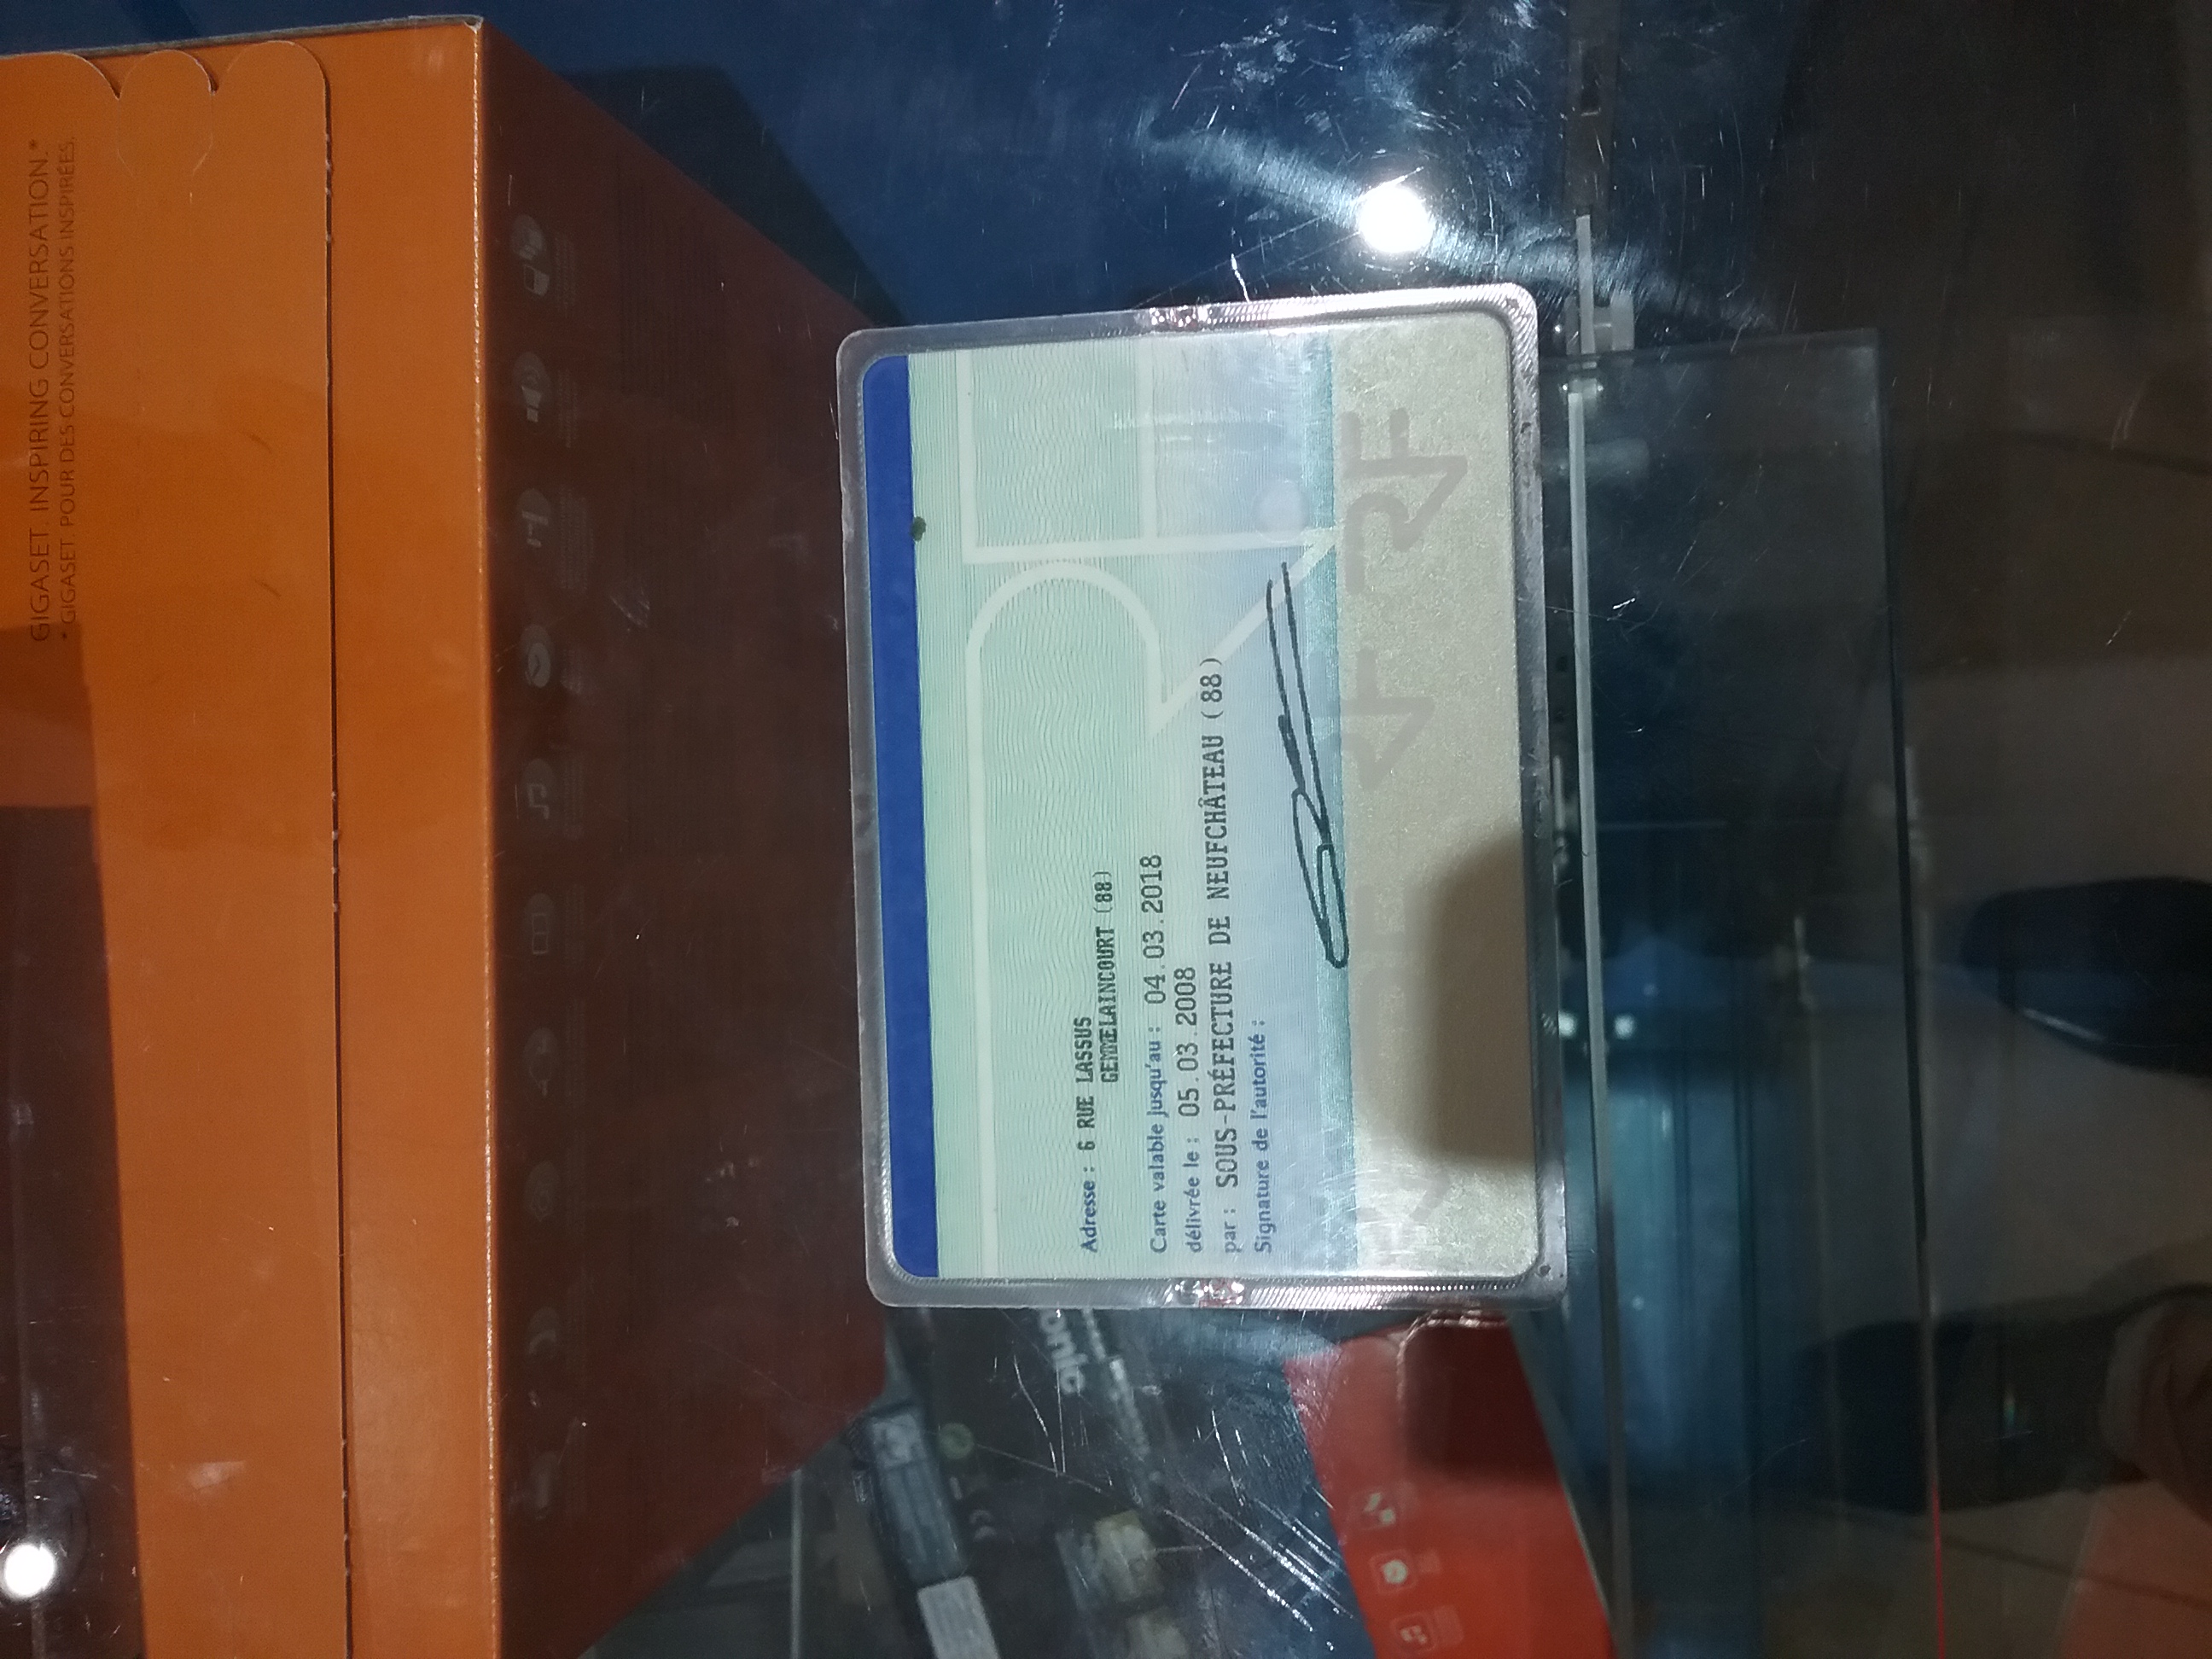 GIGASET. INSPIRING CONVERSATION.*
* GIGASET. POUR DES CONVERSATIONS INSPIRÉES.
Adresse : 6 RUE LASSUS
GEMMELAINCOURT (88)
Carte valable jusqu'au : 04.03.2018
délivrée le : 05.03.2008
par : SOUS-PRÉFECTURE DE NEUFCHÂTEAU (88)
Signature de l'autorité :
RF